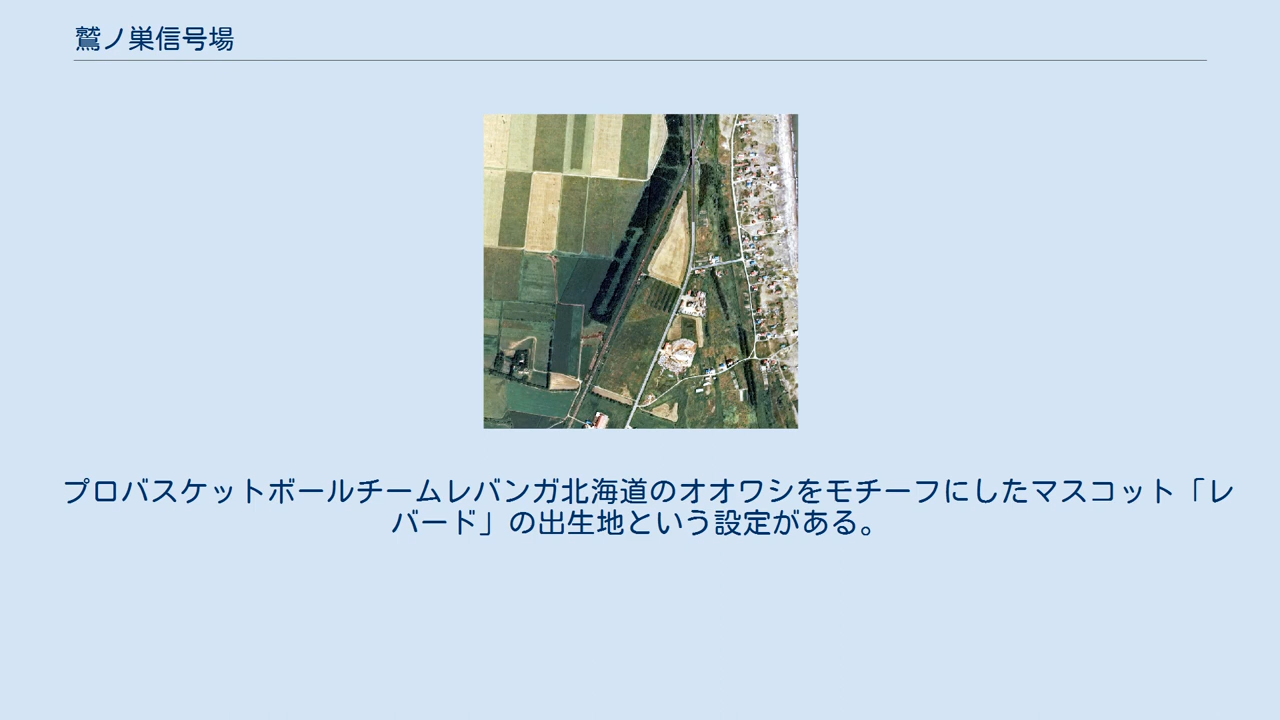 鷲ノ巣信号場
プロバスケットボールチームレバンガ北海道のオオワシをモチーフにしたマスコット「レ
バード」の出生地という設定がある。